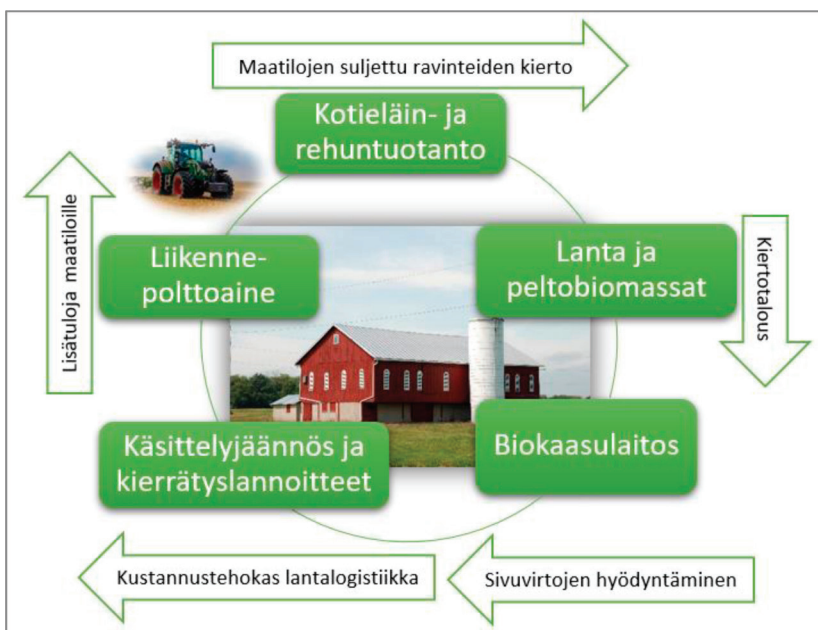 Maatilojen suljettu ravinteiden kierto
Kotieläin- ja
rehuntuotanto
Lisätuloja maatiloille
Liikenne-
polttoaine
Lanta ja
peltobiomassat
Kiertotalous
Käsittelyjäännös ja
kierrätyslannoitteet
Biokaasulaitos
Kustannustehokas lantalogistiikka
Sivuvirtojen hyödyntäminen